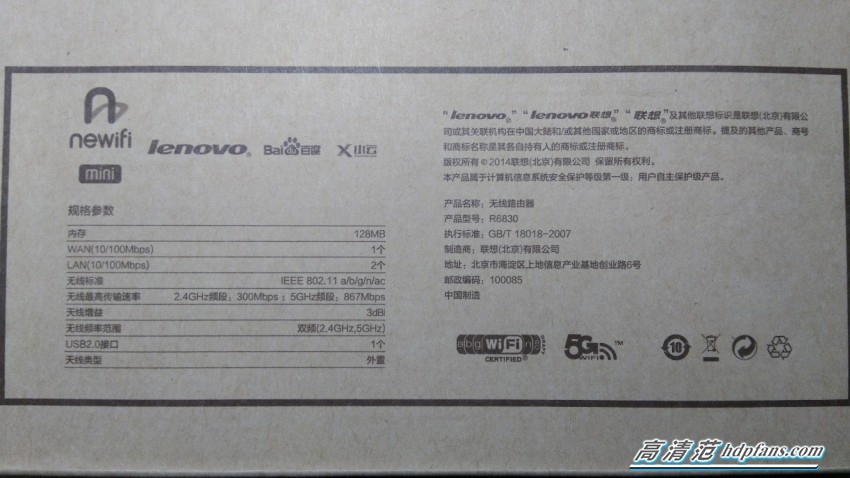 newifi
mini
lenovo.
Bai 百度
X小云
规格参数
内存 128MB
WAN(10/100Mbps) 1个
LAN(10/100Mbps) 2个
无线标准 IEEE 802.11 a/b/g/n/ac
无线最高传输速率 2.4GHz频段：300Mbps；5GHz频段：867Mbps
天线增益 3dBi
无线频率范围 双频(2.4GHz,5GHz)
USB2.0接口 1个
天线类型 外置
“lenovo。”“lenovo联想。”“联想。”及其他联想标识是联想(北京)有限公
司或其关联机构在中国大陆和/或其他国家或地区的商标或注册商标。提及的其他产品、商号
和商标名称是其各自持有人的商标或注册商标。
版权所有©2014联想(北京)有限公司 保留所有权利。
本产品属于计算机信息系统安全保护等级第一级：用户自主保护级产品。
产品名称：无线路由器
产品型号：R6830
执行标准：GB/T 18018-2007
制造商：联想(北京)有限公司
地址：北京市海淀区上地信息产业基地创业路6号
邮政编码：100085
中国制造
abg WiFi n
CERTIFIED
5G WiFi ™
10
高清范 hdpfans.com